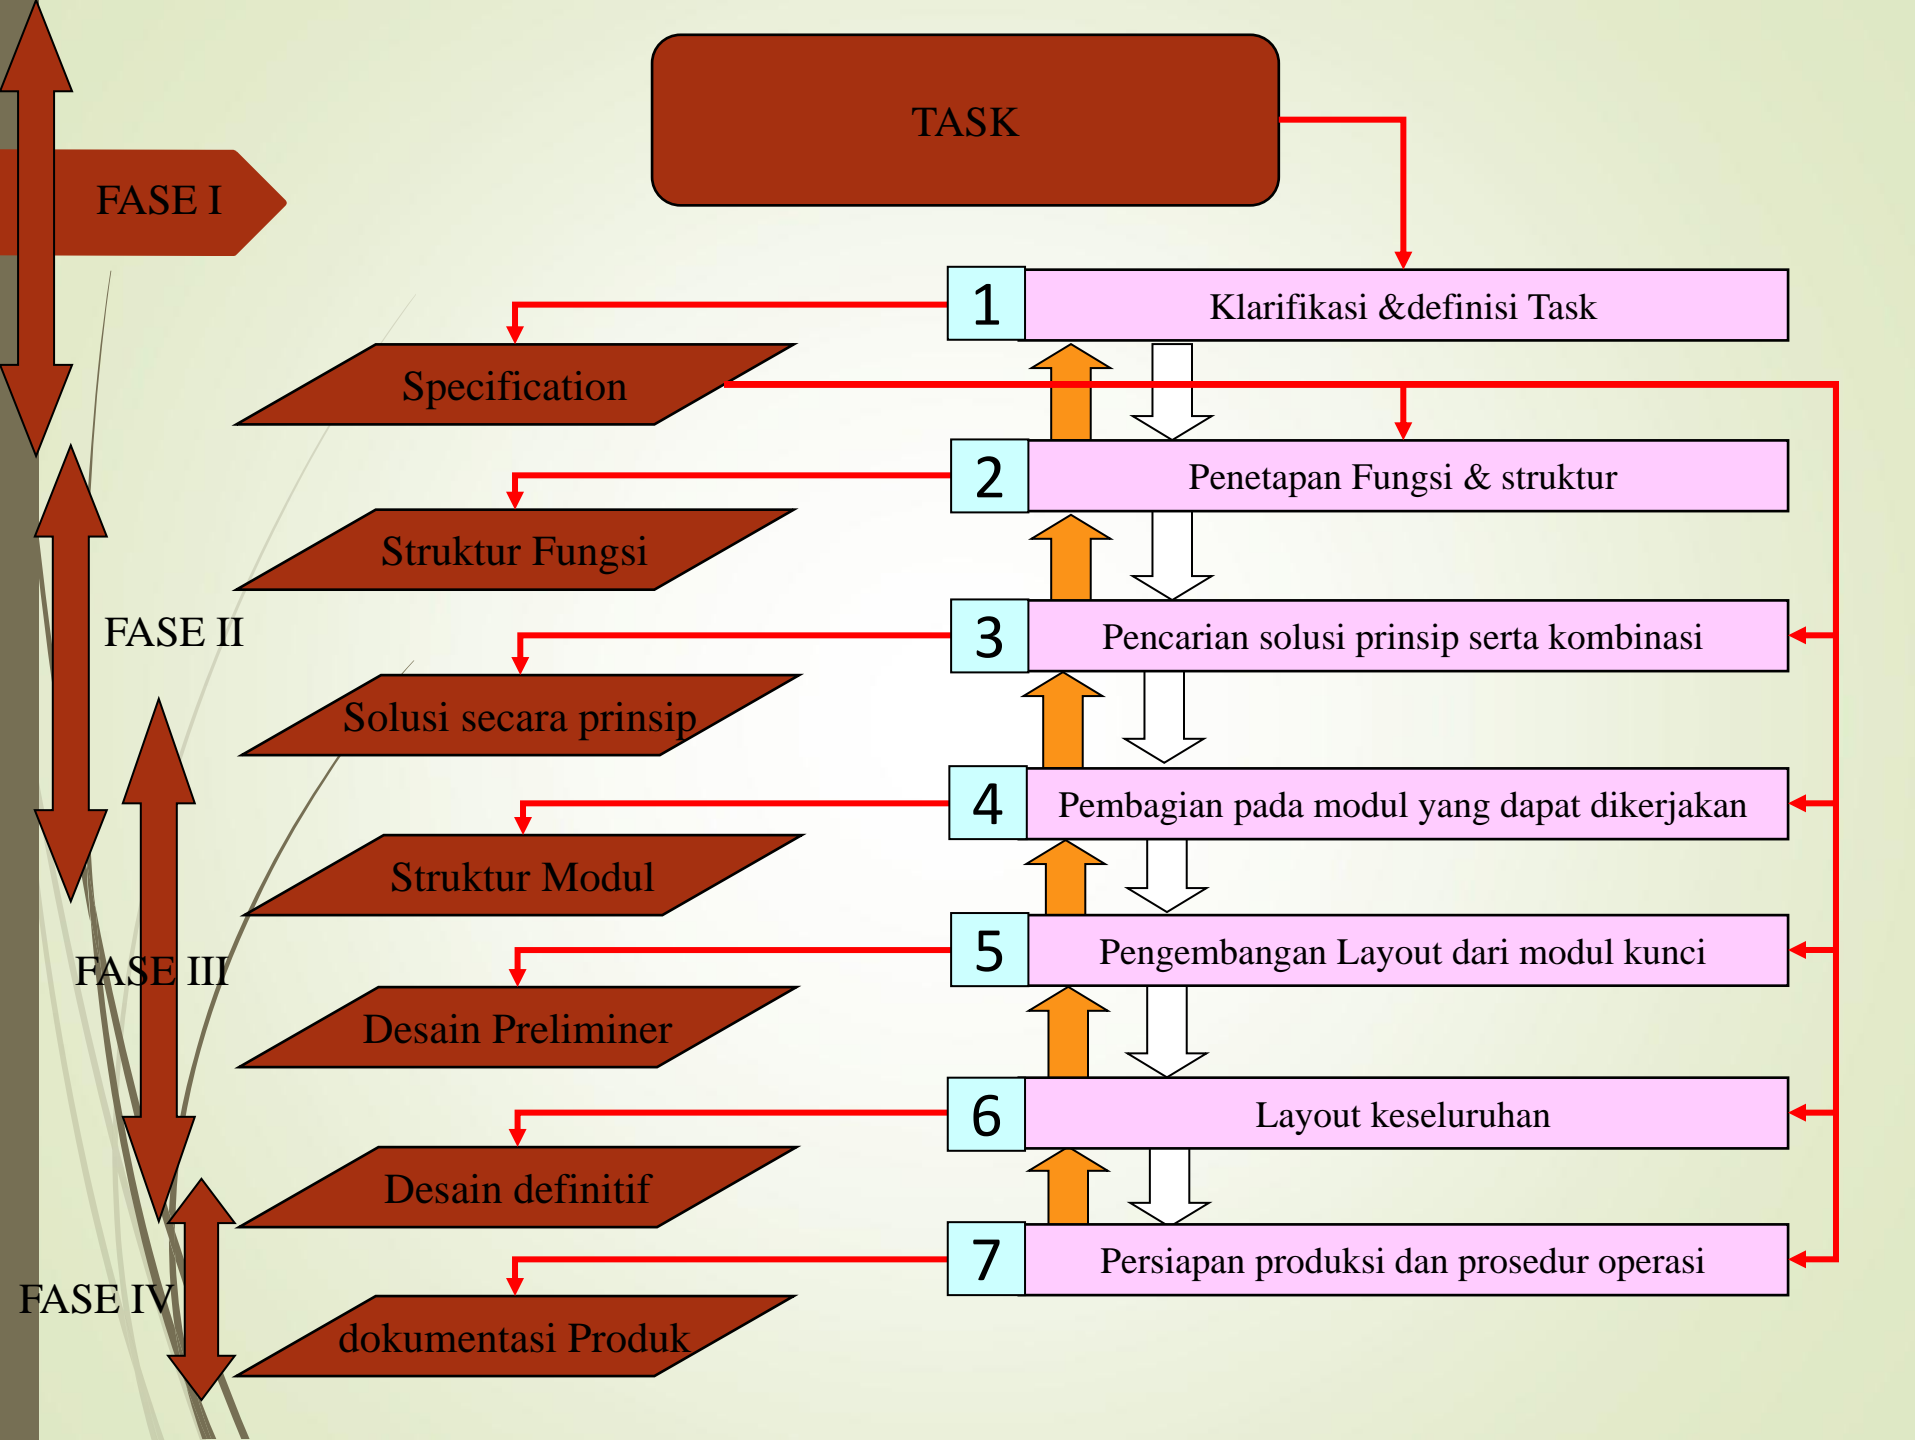 TASK
FASE I
1
Klarifikasi &definisi Task
Specification
2
Penetapan Fungsi & struktur
Struktur Fungsi
FASE II
3
Pencarian solusi prinsip serta kombinasi
Solusi secara prinsip
4
Pembagian pada modul yang dapat dikerjakan
Struktur Modul
FASE III
5
Pengembangan Layout dari modul kunci
Desain Preliminer
6
Layout keseluruhan
Desain definitif
7
Persiapan produksi dan prosedur operasi
FASE IV
dokumentasi Produk